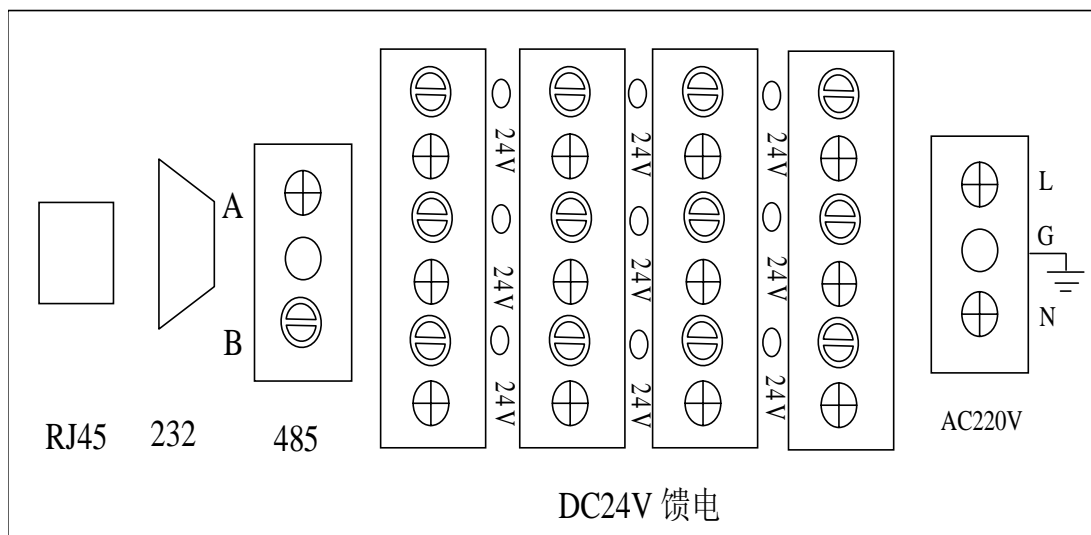 24V 24V 24V
A
L
G
24V 24V 24V
N
B
24V 24V 24V
RJ45 232 485
AC220V
DC24V 馈电